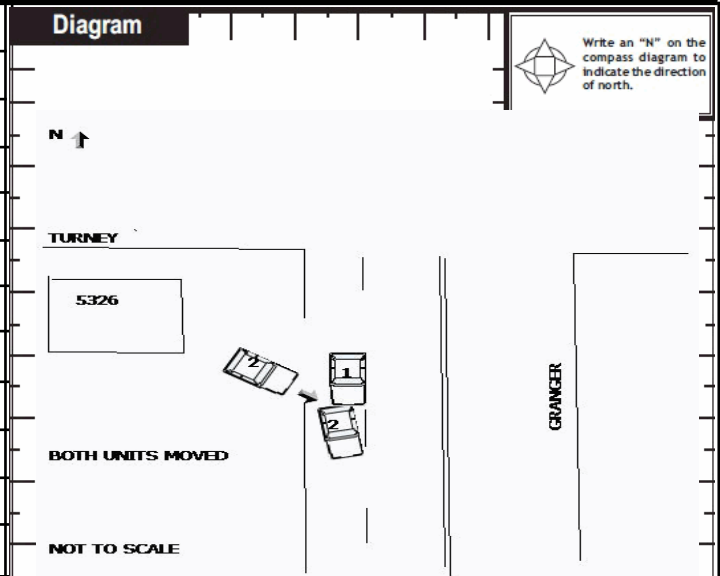 Diagram
Write an “N” on the
compass diagram to
indicate the direction
of north.
N
TURNEY
5326
2
1
2
GRANGER
BOTH UNITS MOVED
NOT TO SCALE